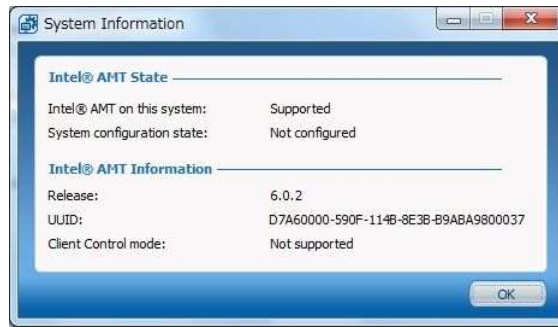 System Information
Intel® AMT State
Intel® AMT on this system: Supported
System configuration state: Not configured
Intel® AMT Information
Release: 6.0.2
UUID: D7A60000-590F-114B-8E3B-B9ABA9800037
Client Control mode: Not supported
OK